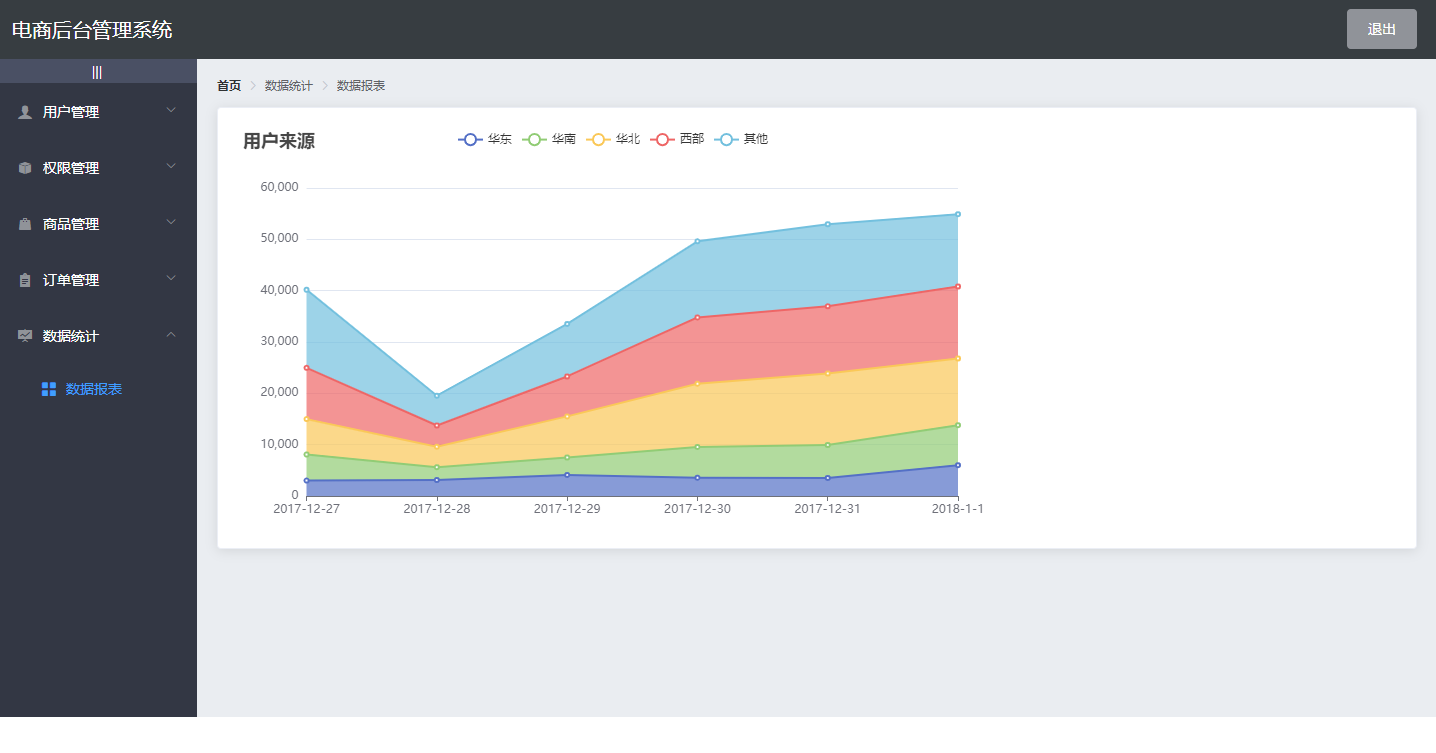 电商后台管理系统
退出
|||
用户管理
权限管理
商品管理
订单管理
数据统计
数据报表
首页 数据统计 数据报表
用户来源
华东 华南 华北 西部 其他
60,000
50,000
40,000
30,000
20,000
10,000
0
2017-12-27 2017-12-28 2017-12-29 2017-12-30 2017-12-31 2018-1-1